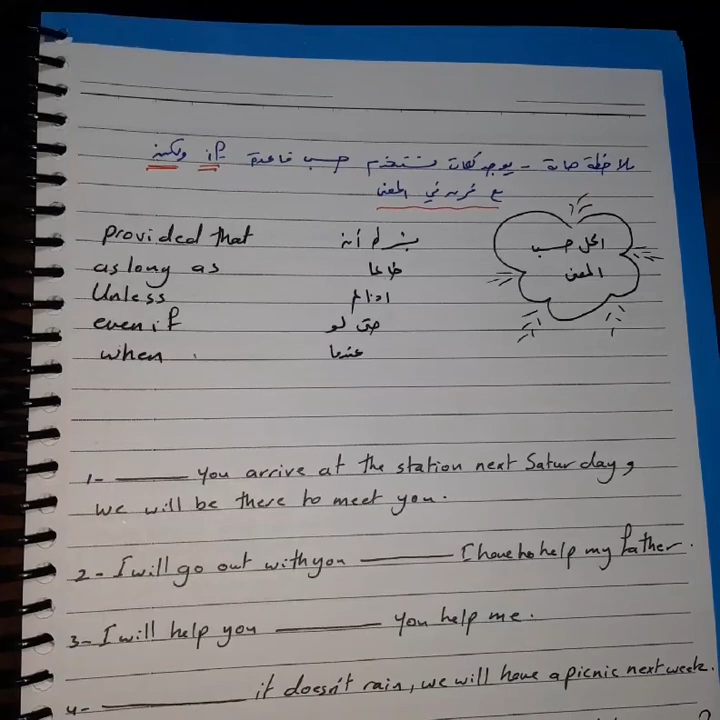 ملاحظة هامة - يوجد كلمات تستخدم حسب قاعدة if ولكنه
مع فرق في المعنى
provided that بشرط أنه
as long as طالما
Unless اذا لم
even if حتى لو
when عندما
الحل حسب
المعنى
1- ______ You arrive at the station next Saturday,
we will be there to meet you.
2- I will go out with you ______ I have to help my father.
3- I will help you ______ you help me.
4- ______ it doesn't rain, we will have a picnic next week.